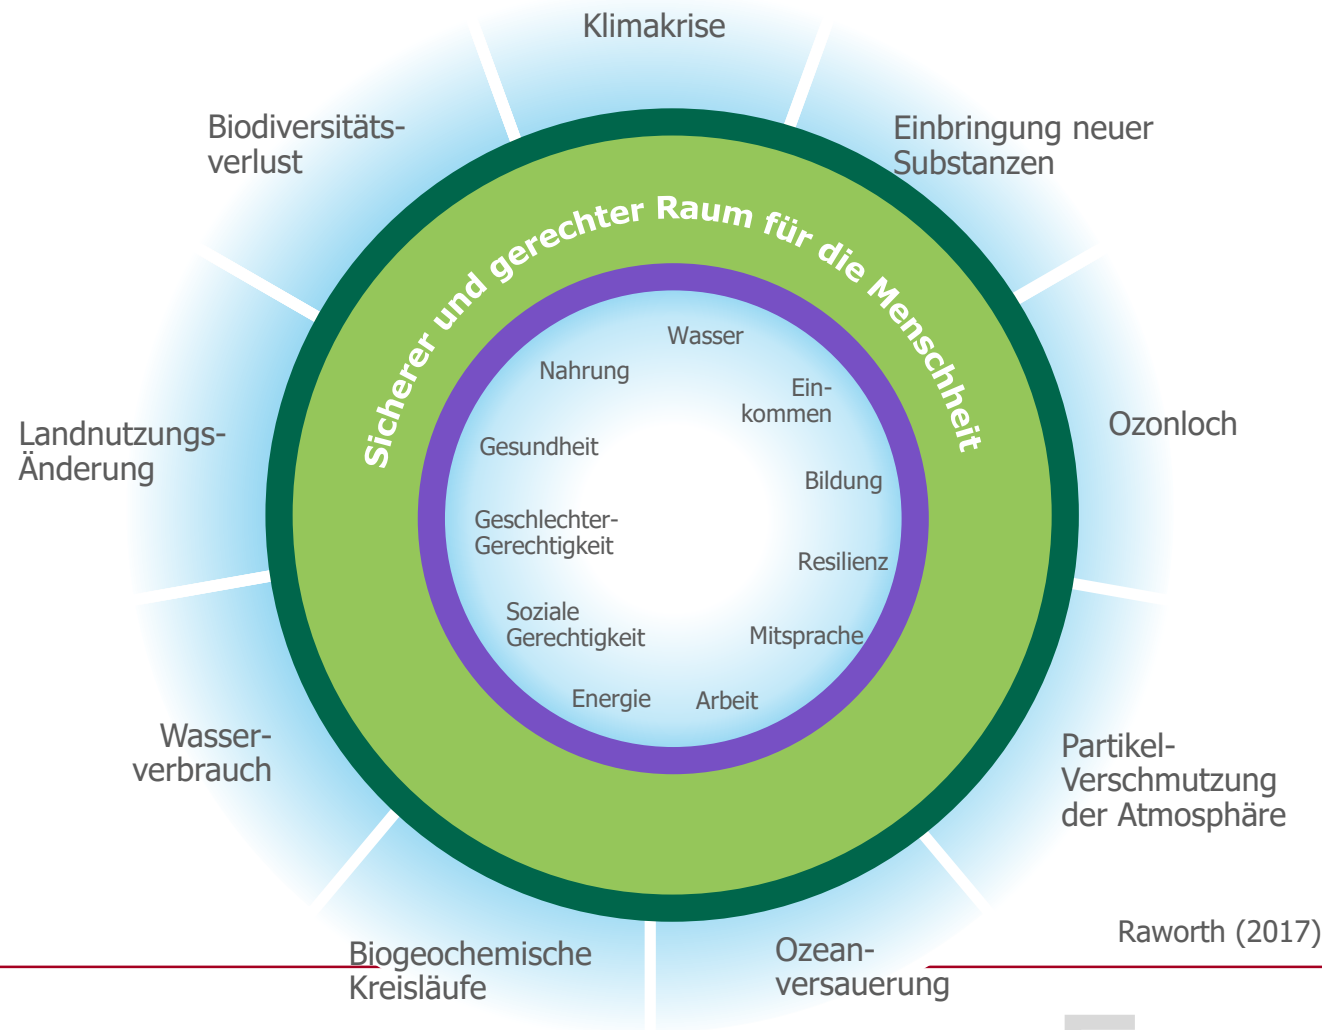 Klimakrise
Biodiversitäts-
verlust
Einbringung neuer
Substanzen
Sicherer und gerechter Raum für die Menschheit
Wasser
Nahrung
Ein-
kommen
Landnutzungs-
Änderung
Ozonloch
Gesundheit
Bildung
Geschlechter-
Gerechtigkeit
Resilienz
Soziale
Gerechtigkeit
Mitsprache
Energie
Arbeit
Wasser-
verbrauch
Partikel-
Verschmutzung
der Atmosphäre
Biogeochemische
Kreisläufe
Ozean-
versauerung
Raworth (2017)